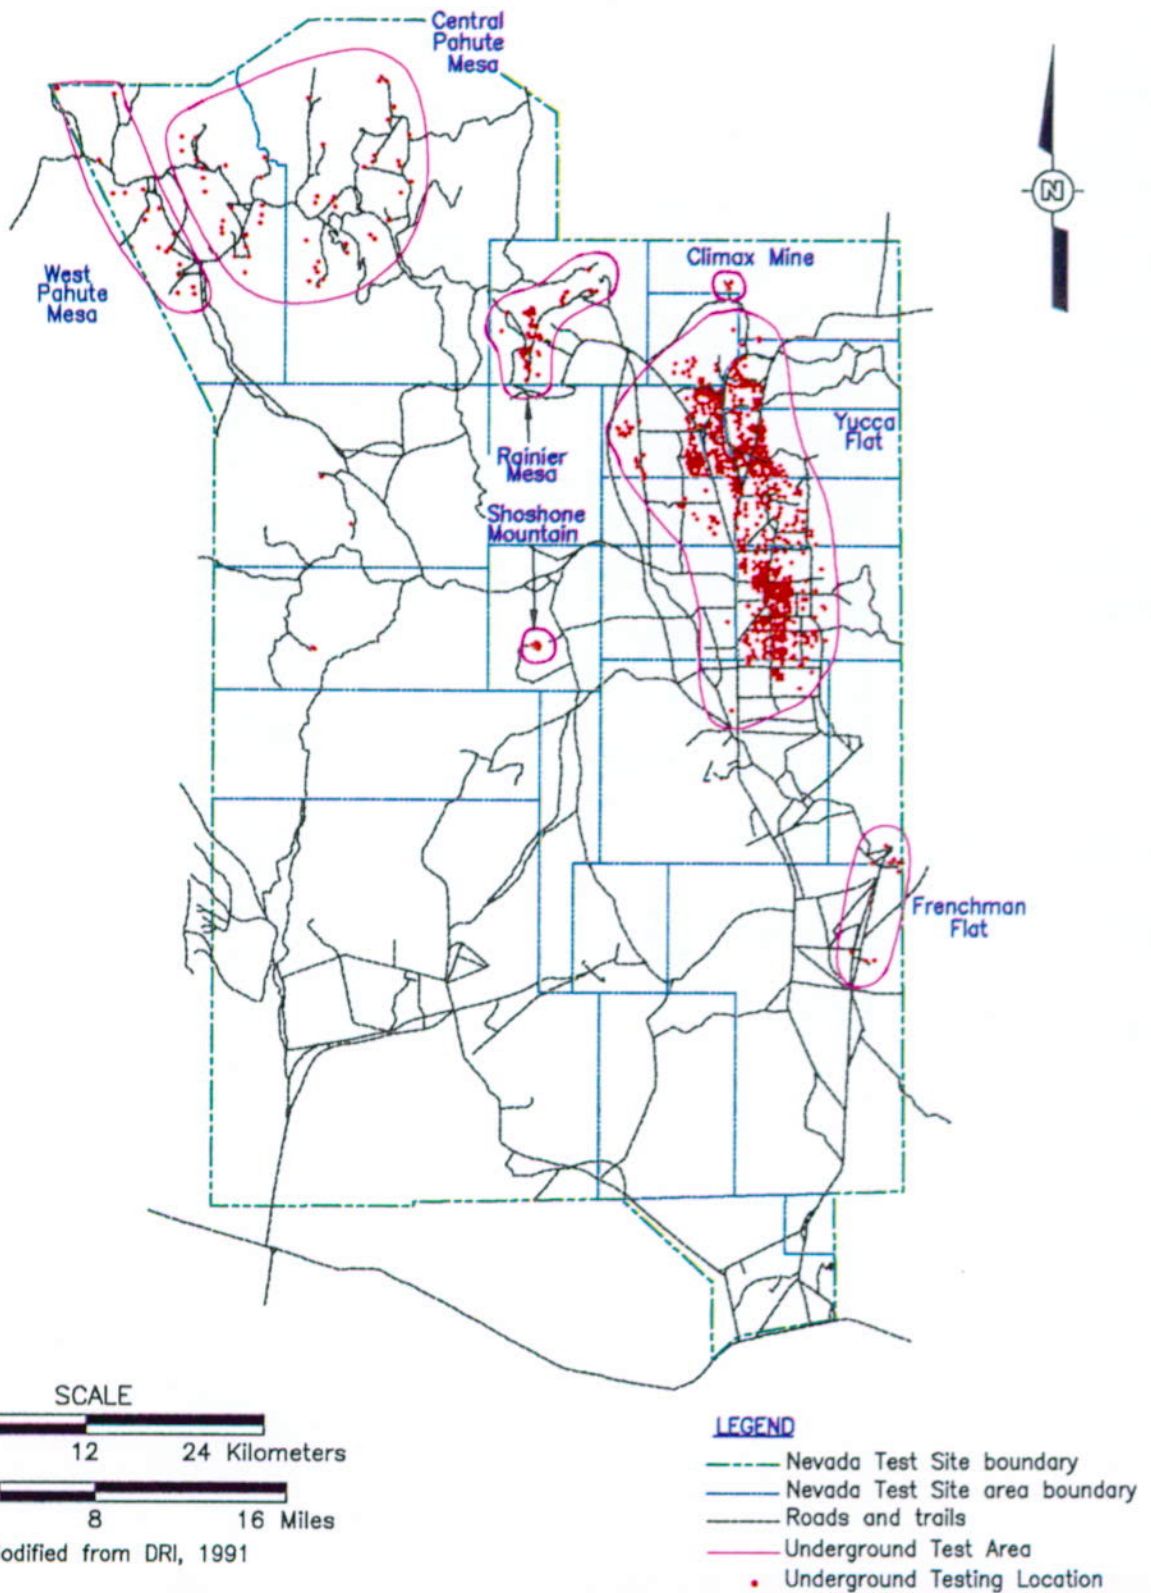 Central
Pahute
Mesa
N
West
Pahute
Mesa
Climax Mine
Yucca
Flat
Rainier
Mesa
Shoshone
Mountain
Frenchman
Flat
SCALE
12 24 Kilometers
8 16 Miles
odified from DRI, 1991
LEGEND
Nevada Test Site boundary
Nevada Test Site area boundary
Roads and trails
Underground Test Area
Underground Testing Location